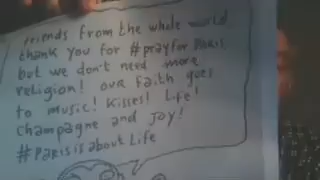 Friends from the whole world
thank you for #prayforParis
but we don't need more
religion! our faith goes
to music! Kisses! Life!
Champagne and Joy!
#Parisisaboutlife